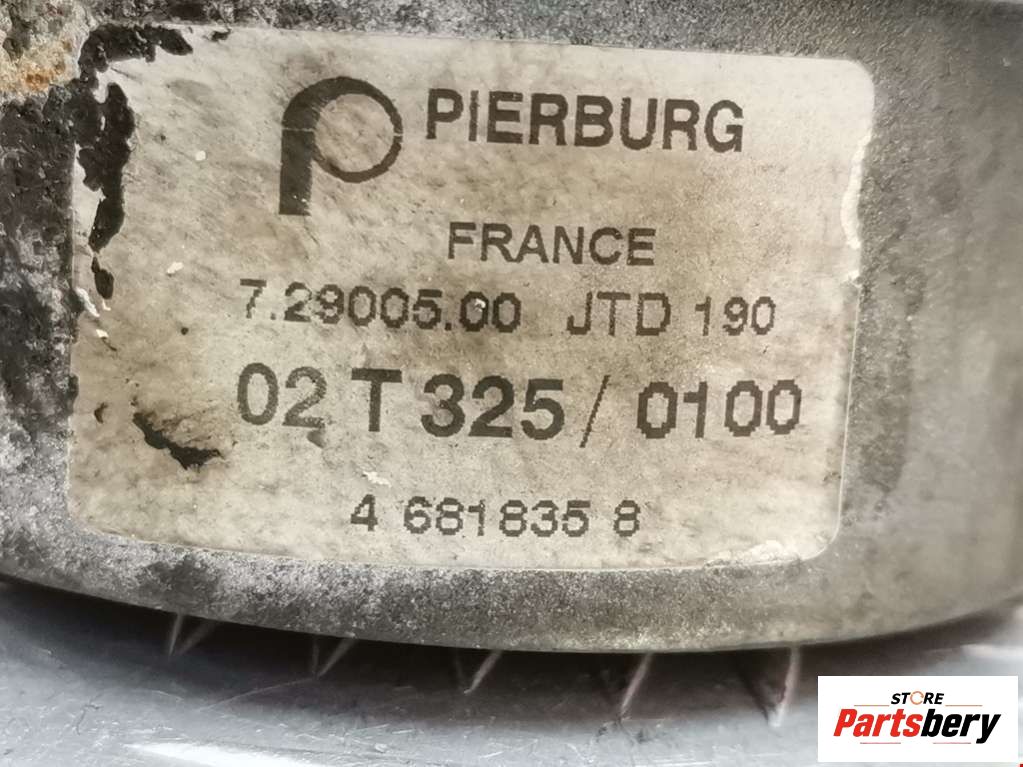 PIERBURG
FRANCE
7.29005.00 JTD 190
02 T 325 / 0100
4 681835 8
STORE
Partsbery